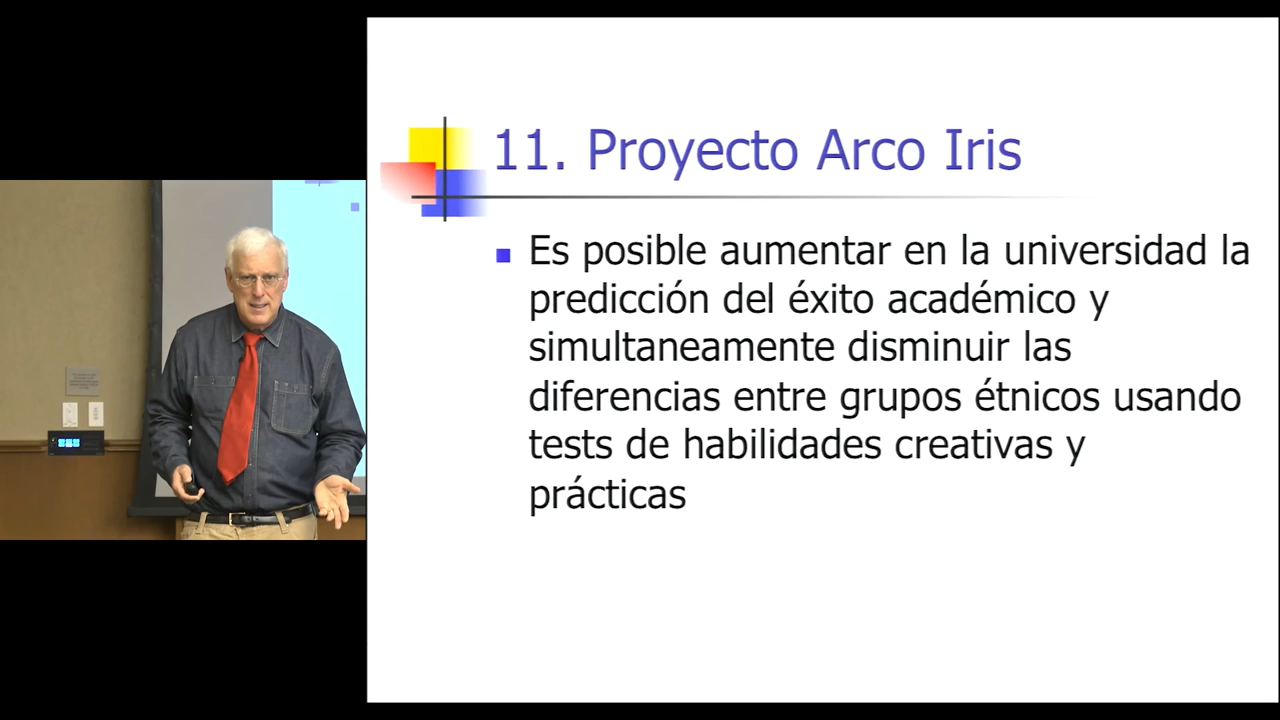 11. Proyecto Arco Iris
Es posible aumentar en la universidad la
predicción del éxito académico y
simultaneamente disminuir las
diferencias entre grupos étnicos usando
tests de habilidades creativas y
prácticas